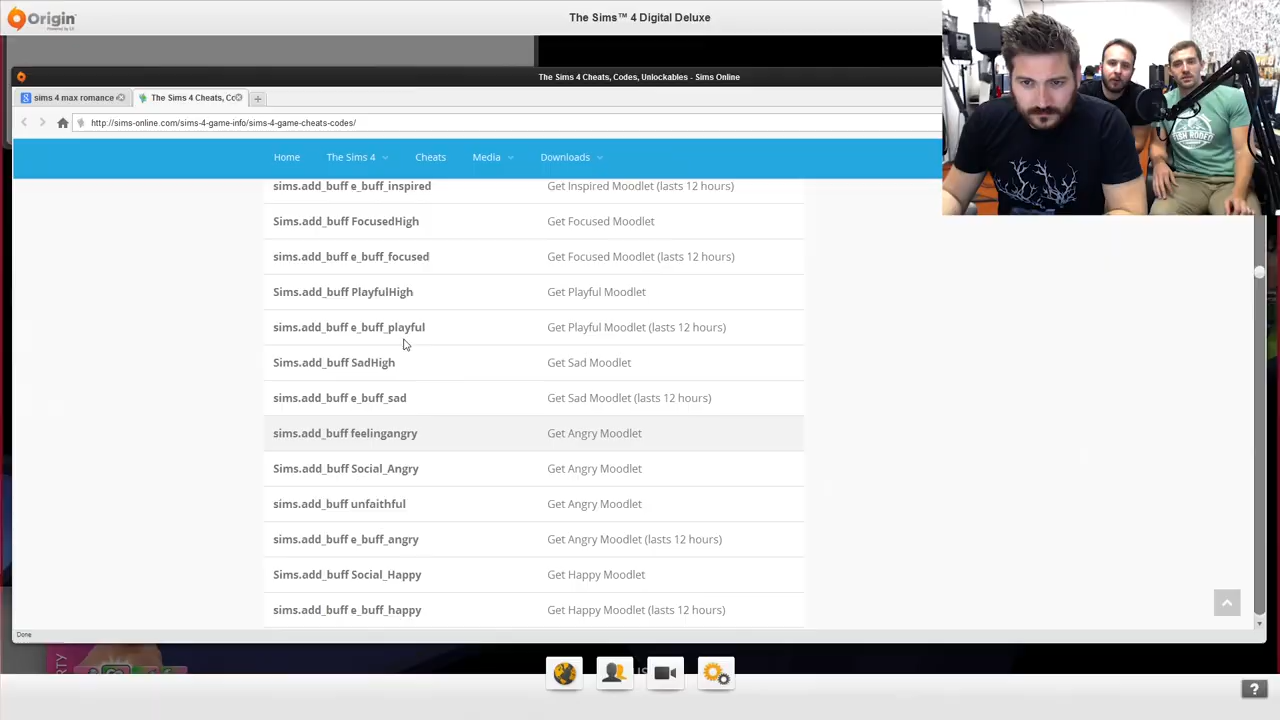 Origin
The Sims™ 4 Digital Deluxe
The Sims 4 Cheats, Codes, Unlockables - Sims Online
sims 4 max romance
The Sims 4 Cheats, Co
http://sims-online.com/sims-4-game-info/sims-4-game-cheats-codes/
Home The Sims 4 Cheats Media Downloads
sims.add_buff e_buff_inspired Get Inspired Moodlet (lasts 12 hours)
Sims.add_buff FocusedHigh Get Focused Moodlet
sims.add_buff e_buff_focused Get Focused Moodlet (lasts 12 hours)
Sims.add_buff PlayfulHigh Get Playful Moodlet
sims.add_buff e_buff_playful Get Playful Moodlet (lasts 12 hours)
Sims.add_buff SadHigh Get Sad Moodlet
sims.add_buff e_buff_sad Get Sad Moodlet (lasts 12 hours)
sims.add_buff feelingangry Get Angry Moodlet
Sims.add_buff Social_Angry Get Angry Moodlet
sims.add_buff unfaithful Get Angry Moodlet
sims.add_buff e_buff_angry Get Angry Moodlet (lasts 12 hours)
Sims.add_buff Social_Happy Get Happy Moodlet
sims.add_buff e_buff_happy Get Happy Moodlet (lasts 12 hours)
Done
?